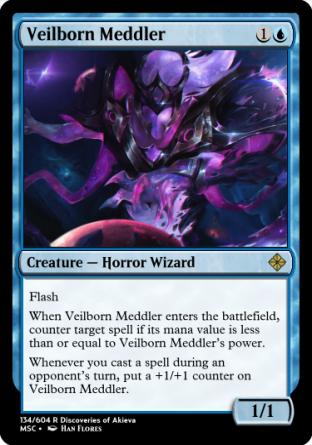 Veilborn Meddler 1
Creature — Horror Wizard
Flash
When Veilborn Meddler enters the battlefield,
counter target spell if its mana value is less
than or equal to Veilborn Meddler's power.
Whenever you cast a spell during an
opponent's turn, put a +1/+1 counter on
Veilborn Meddler.
1/1
134/604 R Discoveries of Akieva
MSC • Han Flores